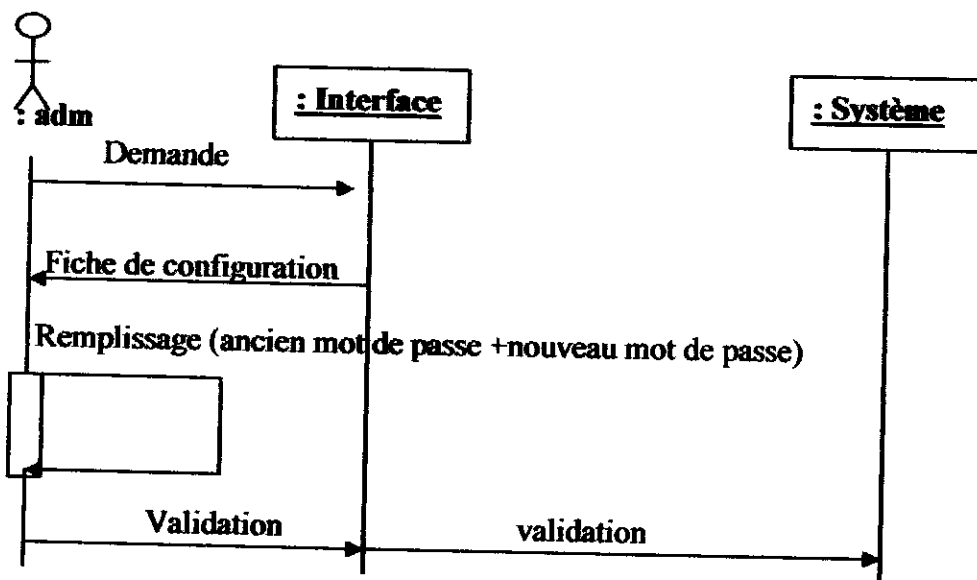 : adm
: Interface
: Système
Demande
Fiche de configuration
Remplissage (ancien mot de passe +nouveau mot de passe)
Validation
validation